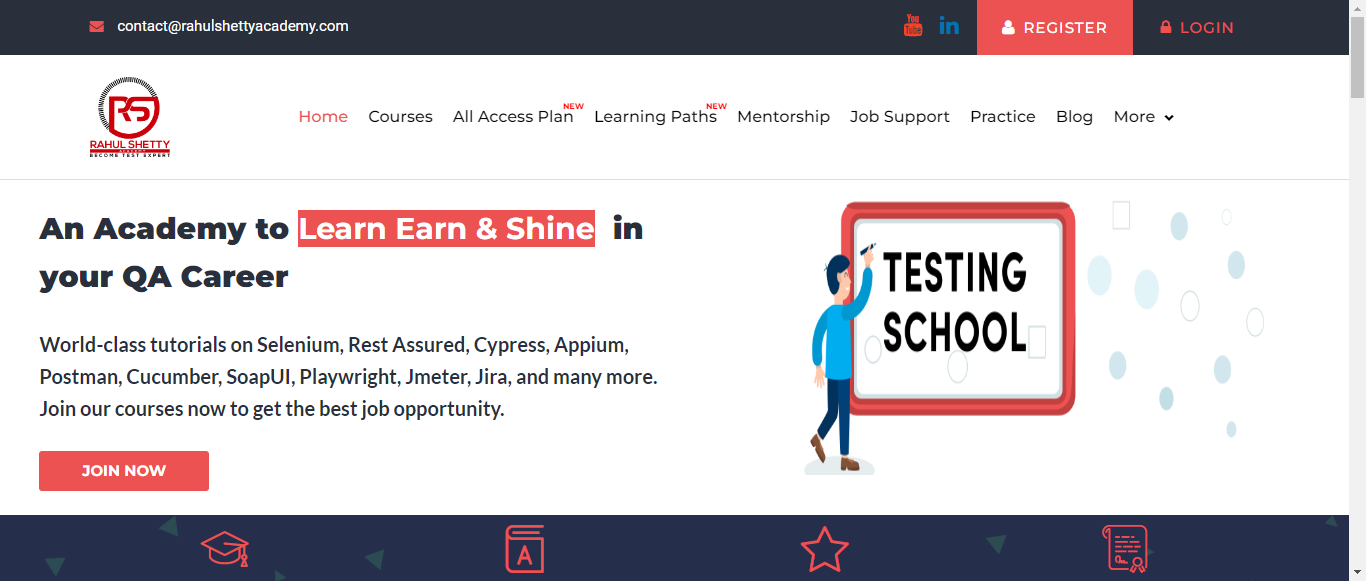 contact@rahulshettyacademy.com
You
Tube
in
REGISTER
LOGIN
RS
RAHUL SHETTY
ACADEMY
BECOME TEST EXPERT
Home Courses All Access Plan NEW Learning Paths NEW Mentorship Job Support Practice Blog More
An Academy to Learn Earn & Shine in
your QA Career
World-class tutorials on Selenium, Rest Assured, Cypress, Appium,
Postman, Cucumber, SoapUI, Playwright, Jmeter, Jira, and many more.
Join our courses now to get the best job opportunity.
JOIN NOW
TESTING
SCHOOL
A